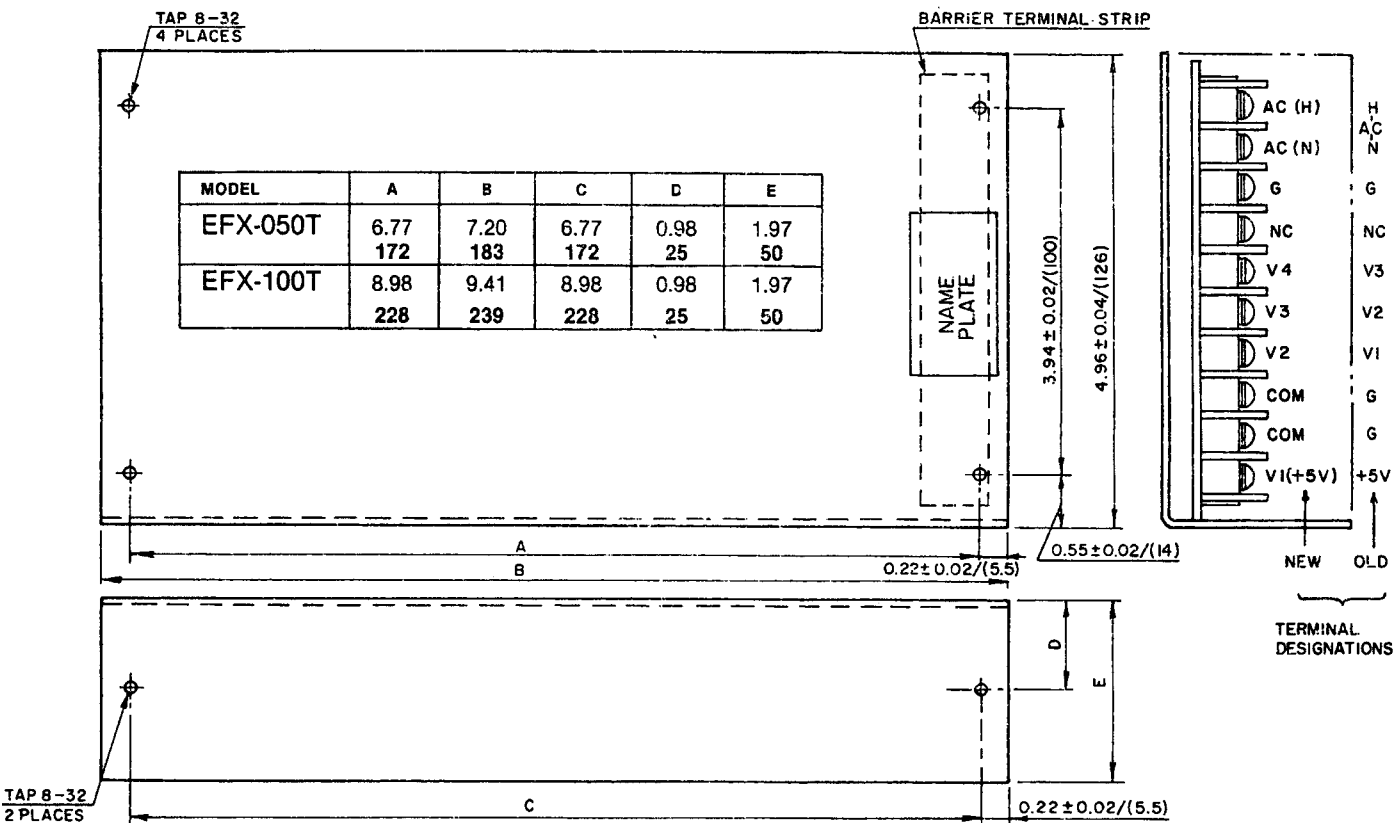 TAP 8-32
4 PLACES
BARRIER TERMINAL STRIP
MODEL A B C D E
EFX-050T 6.77 7.20 6.77 0.98 1.97
172 183 172 25 50
EFX-100T 8.98 9.41 8.98 0.98 1.97
228 239 228 25 50
NAME
PLATE
3.94±0.02/(100)
4.96±0.04/(126)
AC (H) H
AC
AC (N) N
G G
NC NC
V4 V3
V3 V2
V2 V1
COM G
COM G
V1(+5V) +5V
NEW OLD
TERMINAL
DESIGNATIONS
0.55±0.02/(14)
A
0.22±0.02/(5.5)
B
D
E
TAP 8-32
2 PLACES
C
0.22±0.02/(5.5)